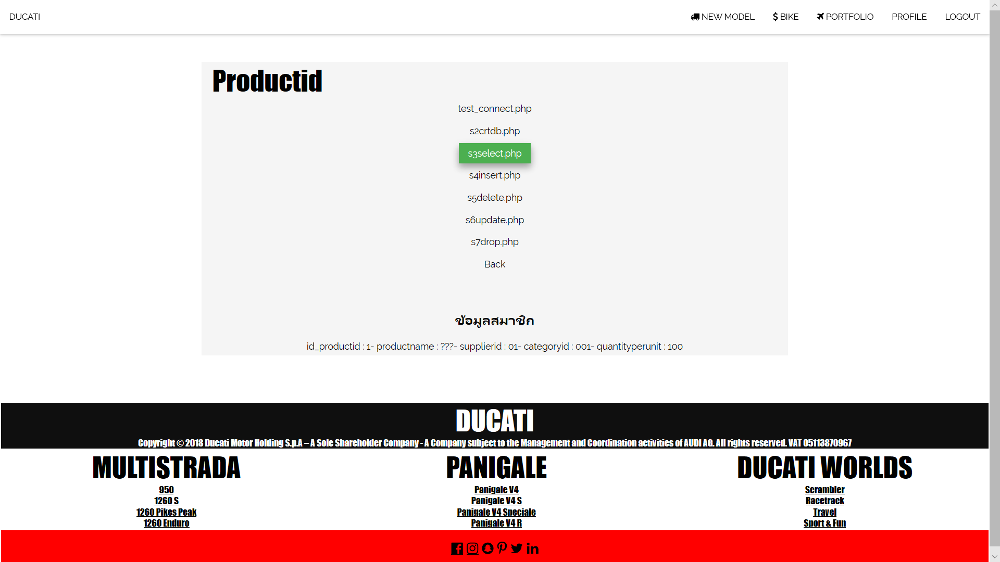 DUCATI
NEW MODEL
BIKE
PORTFOLIO
PROFILE
LOGOUT
Productid
test_connect.php
s2crtdb.php
s3select.php
s4insert.php
s5delete.php
s6update.php
s7drop.php
Back
ข้อมูลสมาชิก
id_productid : 1- productname : ???- supplierid : 01- categoryid : 001- quantityperunit : 100
DUCATI
Copyright © 2018 Ducati Motor Holding S.p.A – A Sole Shareholder Company - A Company subject to the Management and Coordination activities of AUDI AG. All rights reserved. VAT 05113870967
MULTISTRADA
950
1260 S
1260 Pikes Peak
1260 Enduro
PANIGALE
Panigale V4
Panigale V4 S
Panigale V4 Speciale
Panigale V4 R
DUCATI WORLDS
Scrambler
Racetrack
Travel
Sport & Fun